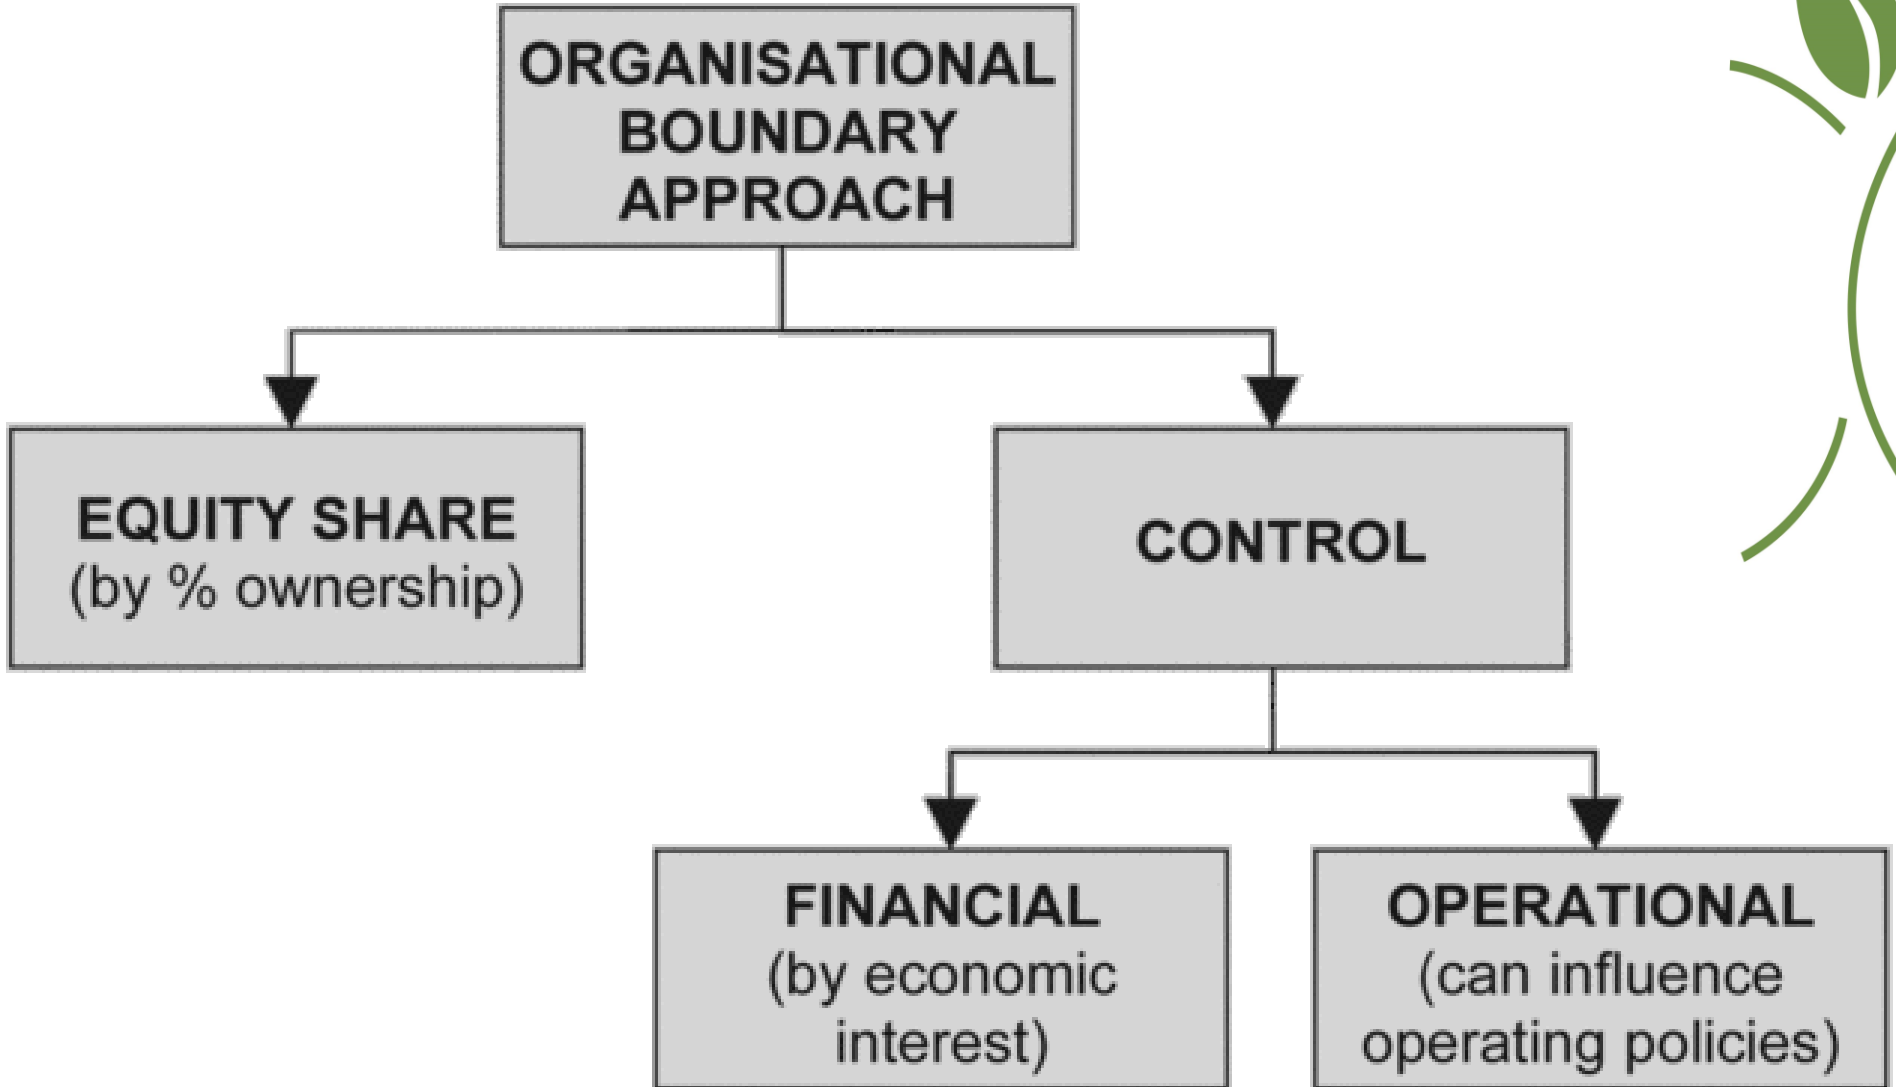 ORGANISATIONAL
BOUNDARY
APPROACH
EQUITY SHARE
(by % ownership)
CONTROL
FINANCIAL
(by economic
interest)
OPERATIONAL
(can influence
operating policies)